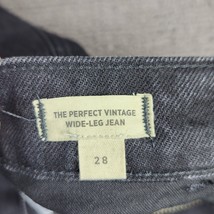 THE PERFECT VINTAGE
WIDE-LEG JEAN
28